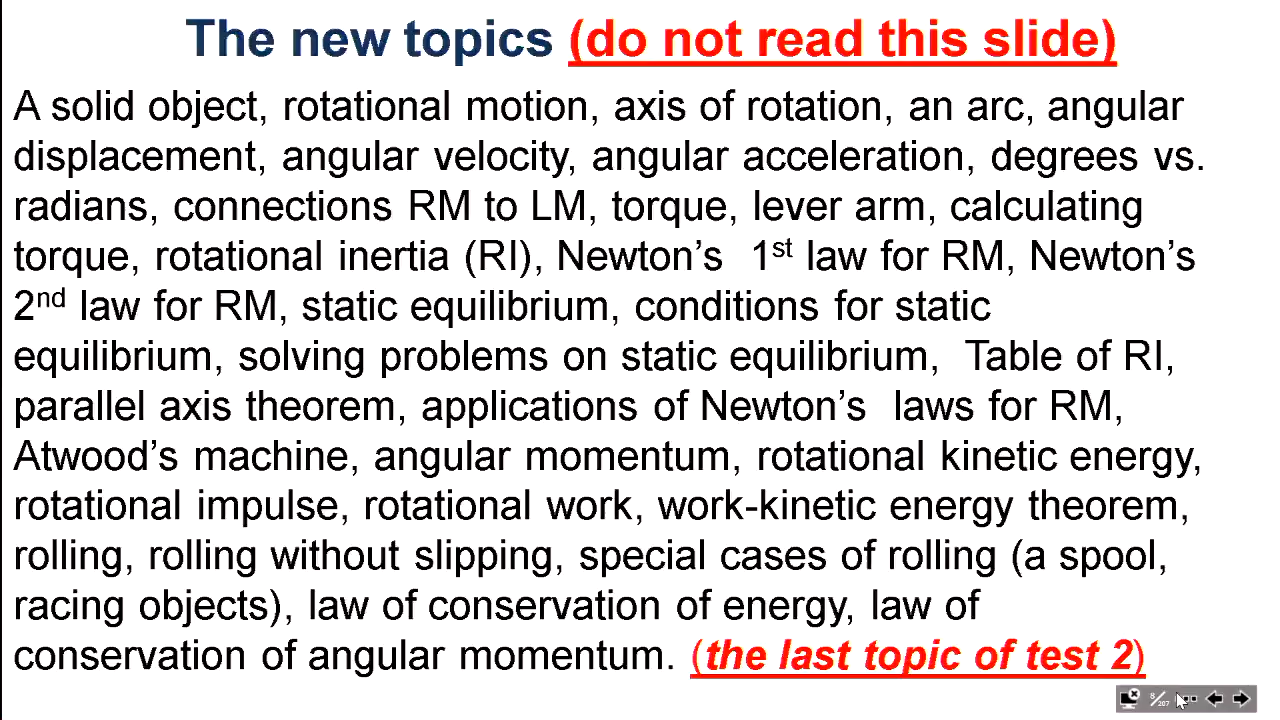 The new topics (do not read this slide)
A solid object, rotational motion, axis of rotation, an arc, angular
displacement, angular velocity, angular acceleration, degrees vs.
radians, connections RM to LM, torque, lever arm, calculating
torque, rotational inertia (RI), Newton’s  1st law for RM, Newton’s
2nd law for RM, static equilibrium, conditions for static
equilibrium, solving problems on static equilibrium,  Table of RI,
parallel axis theorem, applications of Newton’s  laws for RM,
Atwood’s machine, angular momentum, rotational kinetic energy,
rotational impulse, rotational work, work-kinetic energy theorem,
rolling, rolling without slipping, special cases of rolling (a spool,
racing objects), law of conservation of energy, law of
conservation of angular momentum. (the last topic of test 2)
8/207